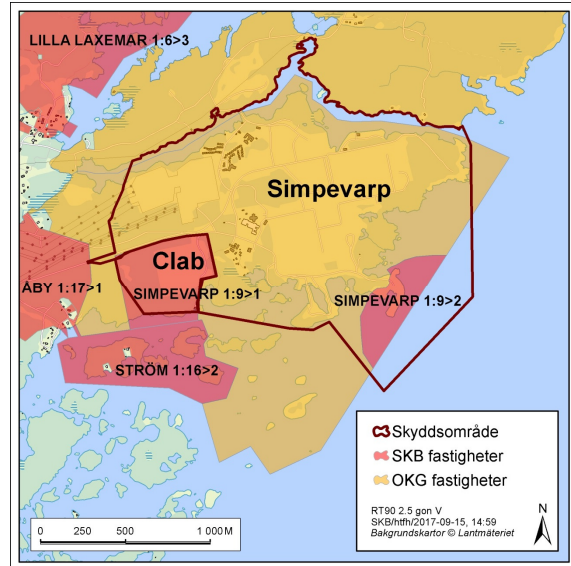 LILLA LAXEMAR 1:6>3
Simpevarp
Clab
ÄBY 1:17>1
SIMPEVARP 1:9>1
SIMPEVARP 1:9>2
STRÖM 1:16>2
Skyddsområde
SKB fastigheter
OKG fastigheter
RT90 2.5 gon V
SKB/htfh/2017-09-15, 14:59
Bakgrundskartor © Lantmäteriet
N
0 250 500 1 000 M